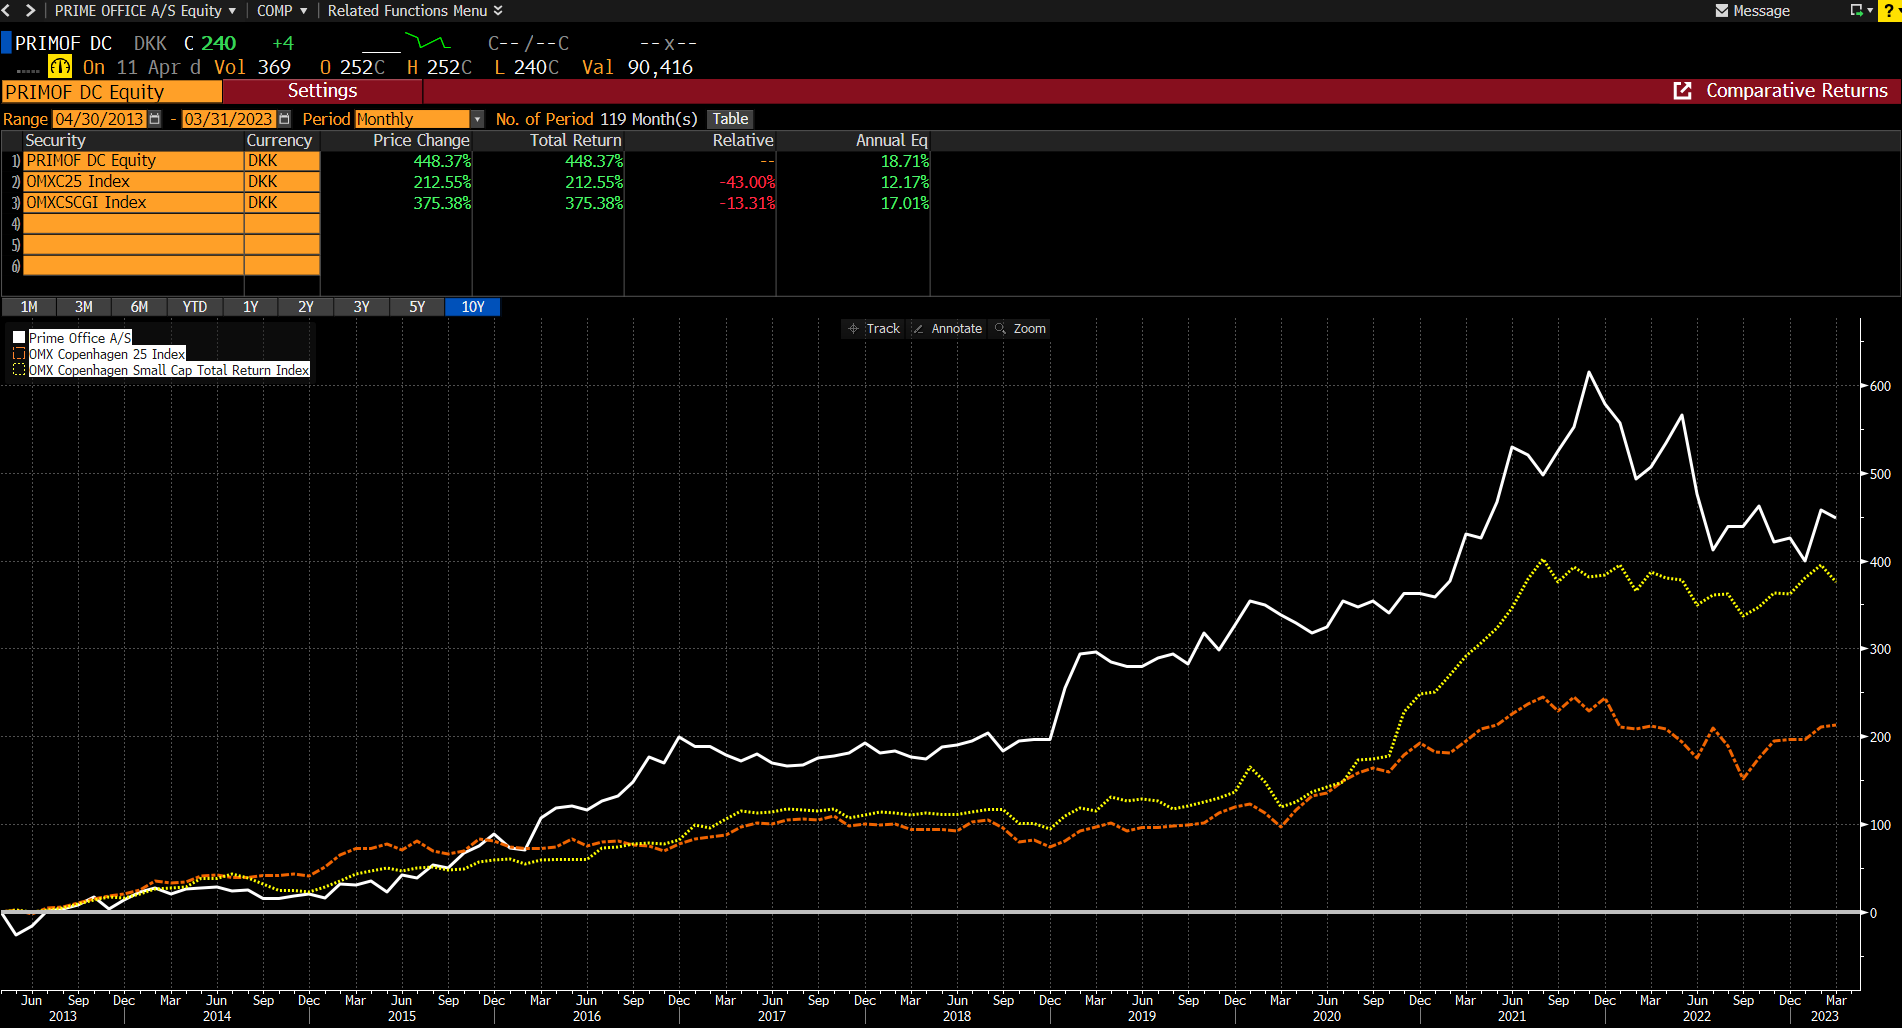 PRIME OFFICE A/S Equity COMP Related Functions Menu Message ?
PRIMOF DC DKK C 240 +4 C-- /--C --x--
On 11 Apr d Vol 369 O 252C H 252C L 240C Val 90,416
PRIMOF DC Equity Settings Comparative Returns
Range 04/30/2013 - 03/31/2023 Period Monthly No. of Period 119 Month(s) Table
Security Currency Price Change Total Return Relative Annual Eq
1) PRIMOF DC Equity DKK 448.37% 448.37% -- 18.71%
2) OMXC25 Index DKK 212.55% 212.55% -43.00% 12.17%
3) OMXCSCGI Index DKK 375.38% 375.38% -13.31% 17.01%
4)
5)
6)
1M 3M 6M YTD 1Y 2Y 3Y 5Y 10Y
Track Annotate Zoom
Prime Office A/S
OMX Copenhagen 25 Index
OMX Copenhagen Small Cap Total Return Index
600
500
400
300
200
100
0
Jun Sep Dec Mar Jun Sep Dec Mar Jun Sep Dec Mar Jun Sep Dec Mar Jun Sep Dec Mar Jun Sep Dec Mar Jun Sep Dec Mar Jun Sep Dec Mar Jun Sep Dec Mar Jun Sep Dec Mar
2013 2014 2015 2016 2017 2018 2019 2020 2021 2022 2023